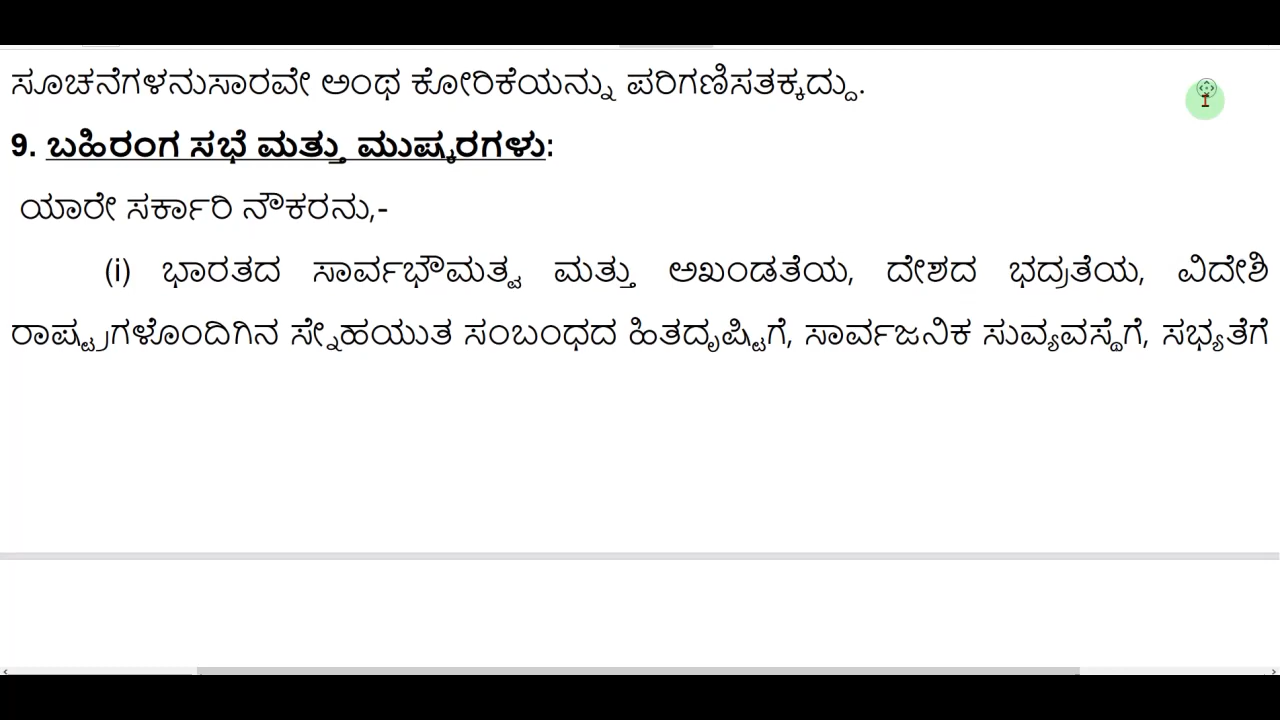 ಸೂಚನೆಗಳನುಸಾರವೇ ಅಂಥ ಕೋರಿಕೆಯನ್ನು ಪರಿಗಣಿಸತಕ್ಕದ್ದು.
9. ಬಹಿರಂಗ ಸಭೆ ಮತ್ತು ಮುಷ್ಕರಗಳು:
ಯಾರೇ ಸರ್ಕಾರಿ ನೌಕರನು,-
(i) ಭಾರತದ ಸಾರ್ವಭೌಮತ್ವ ಮತ್ತು ಅಖಂಡತೆಯ, ದೇಶದ ಭದ್ರತೆಯ, ವಿದೇಶಿ
ರಾಷ್ಟ್ರಗಳೊಂದಿಗಿನ ಸ್ನೇಹಯುತ ಸಂಬಂಧದ ಹಿತದೃಷ್ಟಿಗೆ, ಸಾರ್ವಜನಿಕ ಸುವ್ಯವಸ್ಥೆಗೆ, ಸಭ್ಯತೆಗೆ